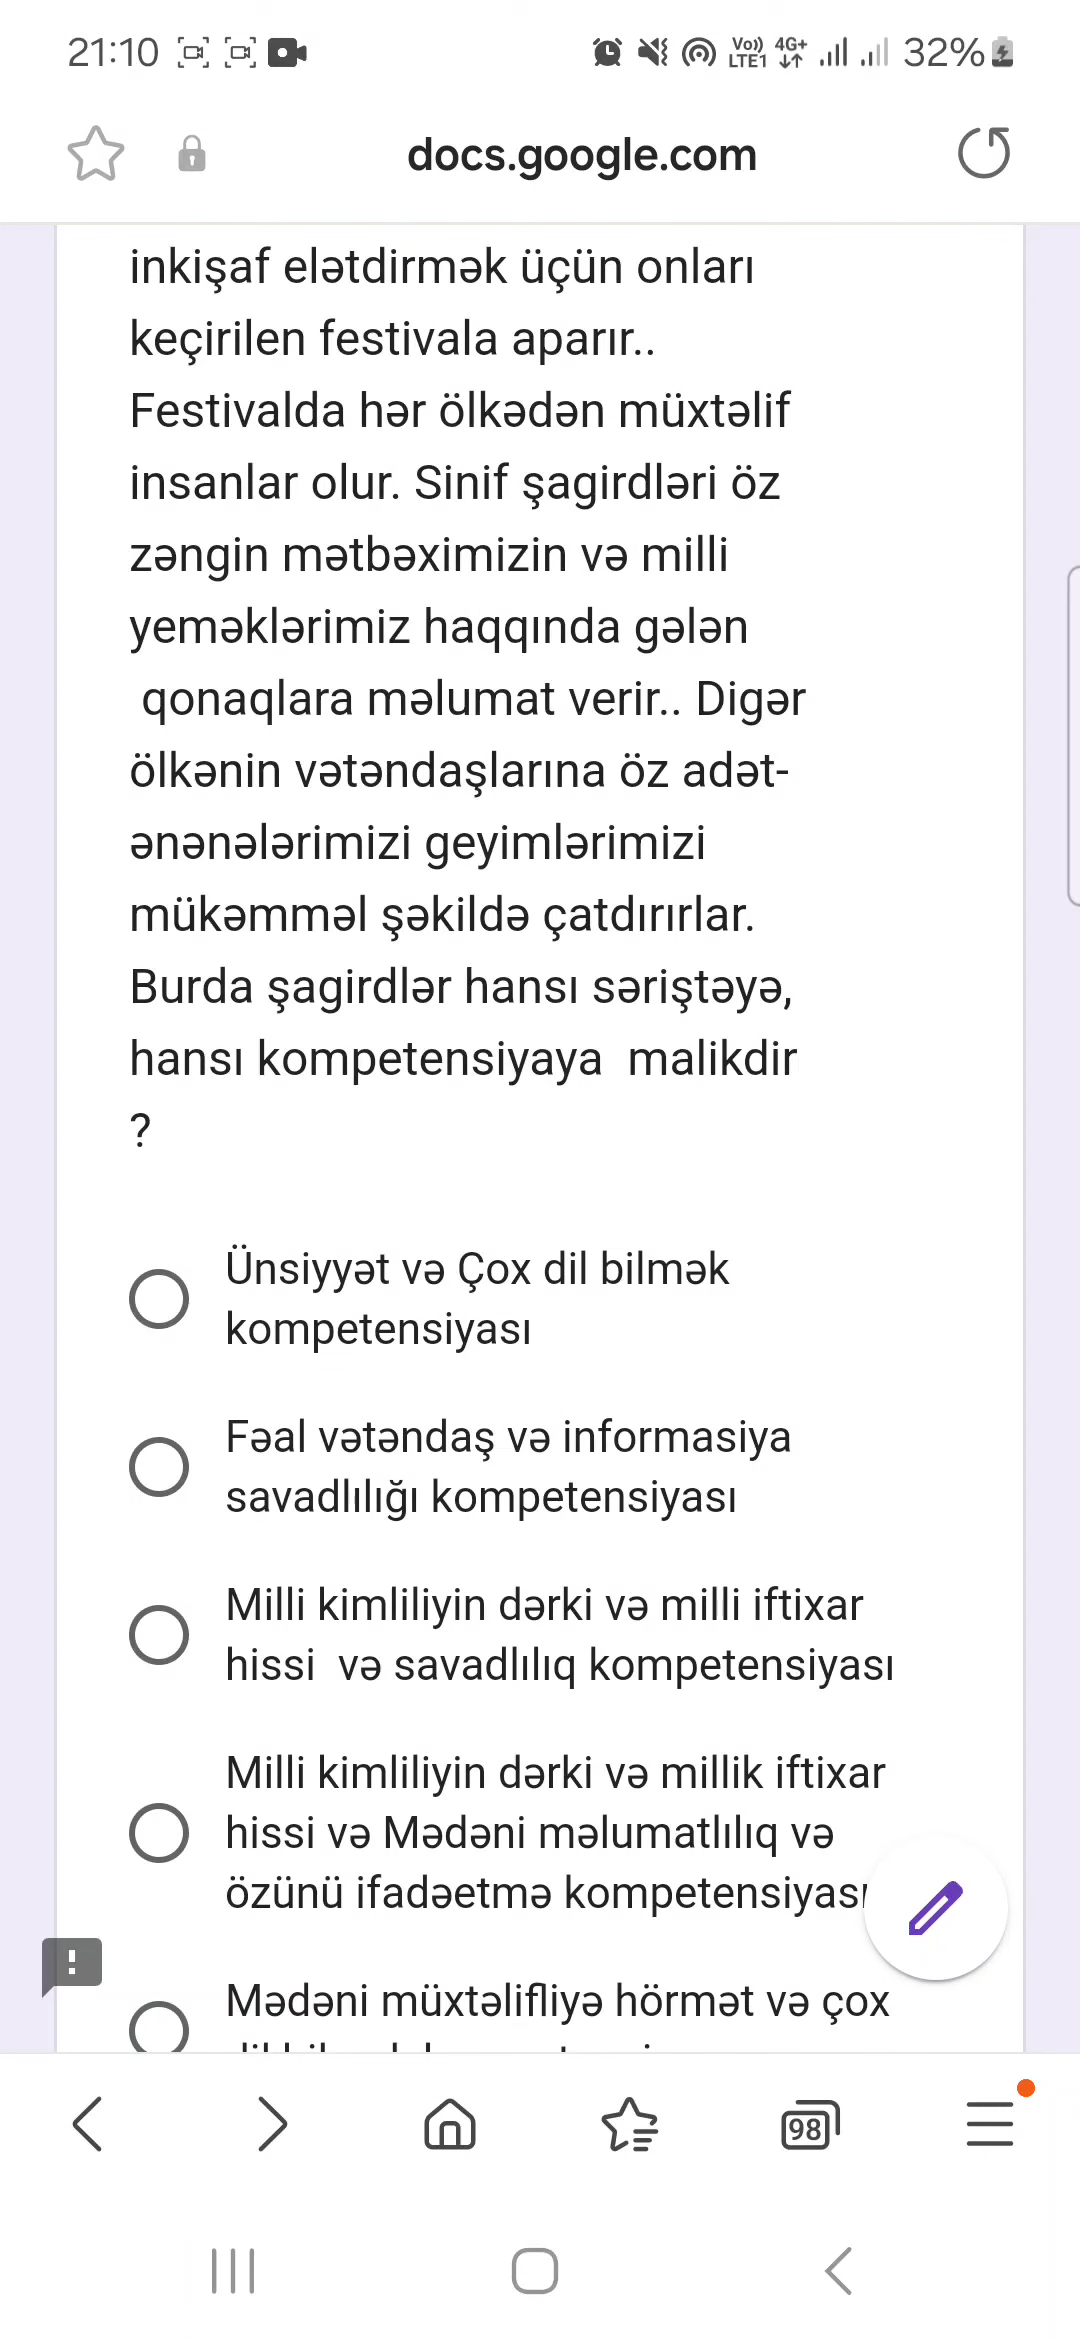 21:10
Vo)) LTE1 4G+ 32%
docs.google.com
inkişaf elətdirmək üçün onları
keçirilen festivala aparır..
Festivalda hər ölkədən müxtəlif
insanlar olur. Sinif şagirdləri öz
zəngin mətbəximizin və milli
yeməklərimiz haqqında gələn
qonaqlara məlumat verir.. Digər
ölkənin vətəndaşlarına öz adət-
ənənələrimizi geyimlərimizi
mükəmməl şəkildə çatdırırlar.
Burda şagirdlər hansı səriştəyə,
hansı kompetensiyaya  malikdir
?
Ünsiyyət və Çox dil bilmək
kompetensiyası
Fəal vətəndaş və informasiya
savadlılığı kompetensiyası
Milli kimliliyin dərki və milli iftixar
hissi  və savadlılıq kompetensiyası
Milli kimliliyin dərki və millik iftixar
hissi və Mədəni məlumatlılıq və
özünü ifadəetmə kompetensiyası
Mədəni müxtəlifliyə hörmət və çox
98